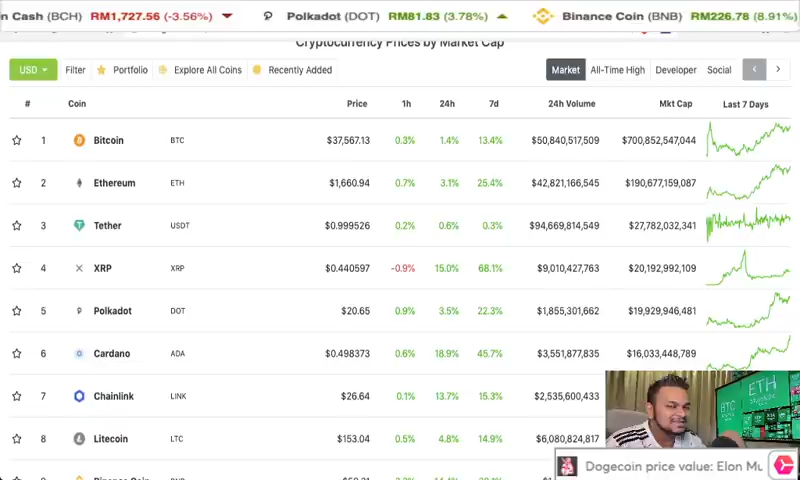 n Cash (BCH) RM1,727.56 (-3.56%) Polkadot (DOT) RM81.83 (3.78%) Binance Coin (BNB) RM226.78 (8.91%)
Cryptocurrency Prices by Market Cap
USD Filter Portfolio Explore All Coins Recently Added Market All-Time High Developer Social
# Coin Price 1h 24h 7d 24h Volume Mkt Cap Last 7 Days
1 Bitcoin BTC $37,567.13 0.3% 1.4% 13.4% $50,840,517,509 $700,852,547,044
2 Ethereum ETH $1,660.94 0.7% 3.1% 25.4% $42,821,166,545 $190,677,159,087
3 Tether USDT $0.999526 0.2% 0.6% 0.3% $94,669,814,549 $27,782,032,341
4 XRP XRP $0.440597 -0.9% 15.0% 68.1% $9,010,427,763 $20,192,992,109
5 Polkadot DOT $20.65 0.9% 3.5% 22.3% $1,855,301,662 $19,929,946,481
6 Cardano ADA $0.498373 0.6% 18.9% 45.7% $3,551,877,835 $16,033,448,789
7 Chainlink LINK $26.64 0.1% 13.7% 15.3% $2,535,600,433
8 Litecoin LTC $153.04 0.5% 4.8% 14.9% $6,080,824,817
BTC
ETH
Dogecoin price value: Elon Mu